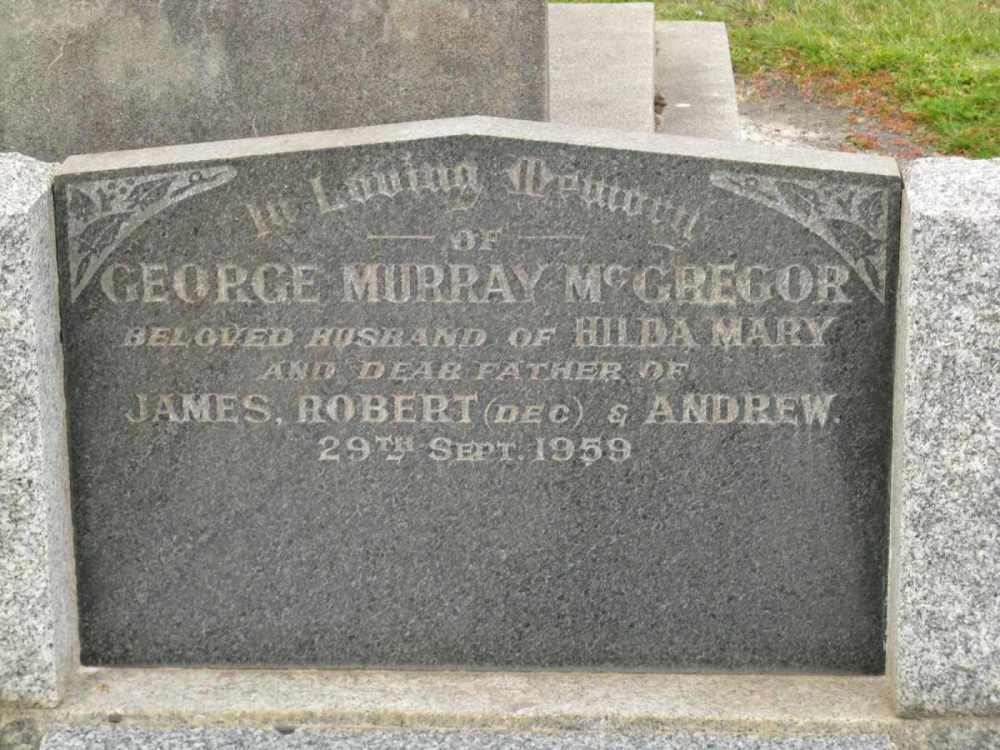 In Loving Memory
OF
GEORGE MURRAY McGREGOR
BELOVED HUSBAND OF HILDA MARY
AND DEAR FATHER OF
JAMES, ROBERT (DEC) & ANDREW.
29TH SEPT. 1959